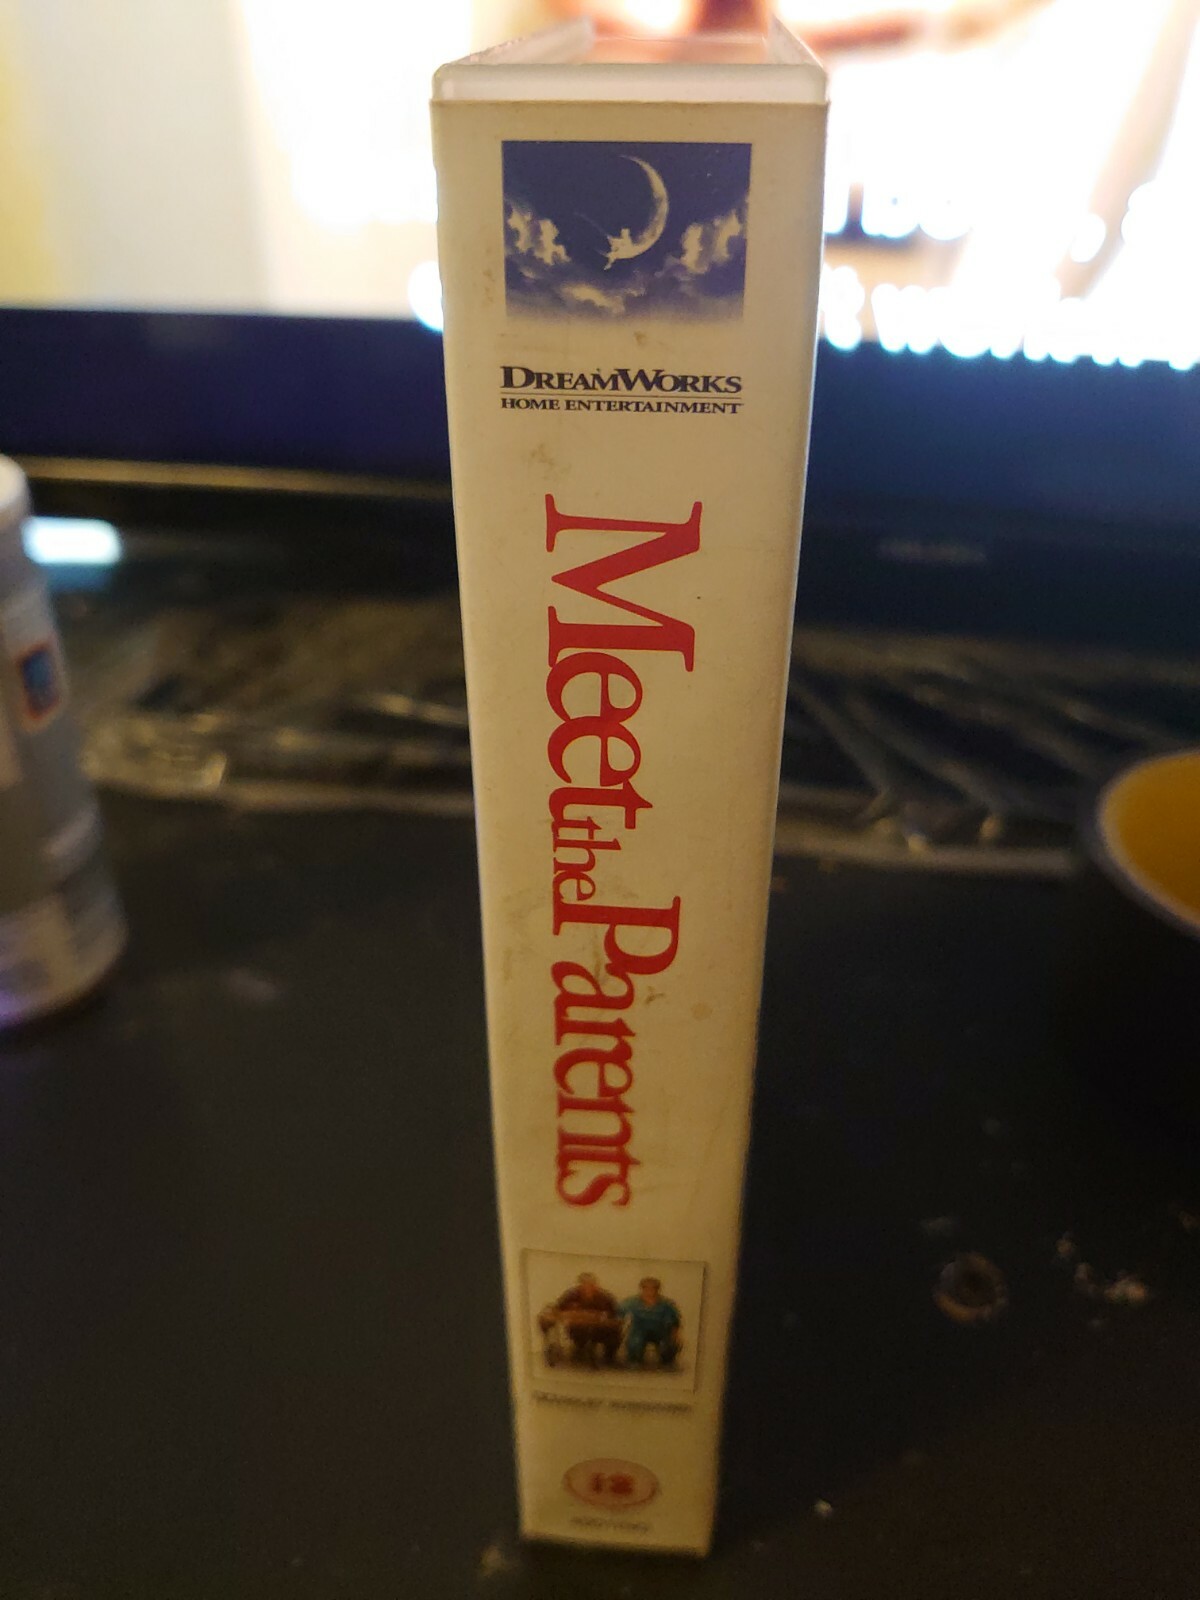 DREAMWORKS
HOME ENTERTAINMENT
Meet the Parents
12